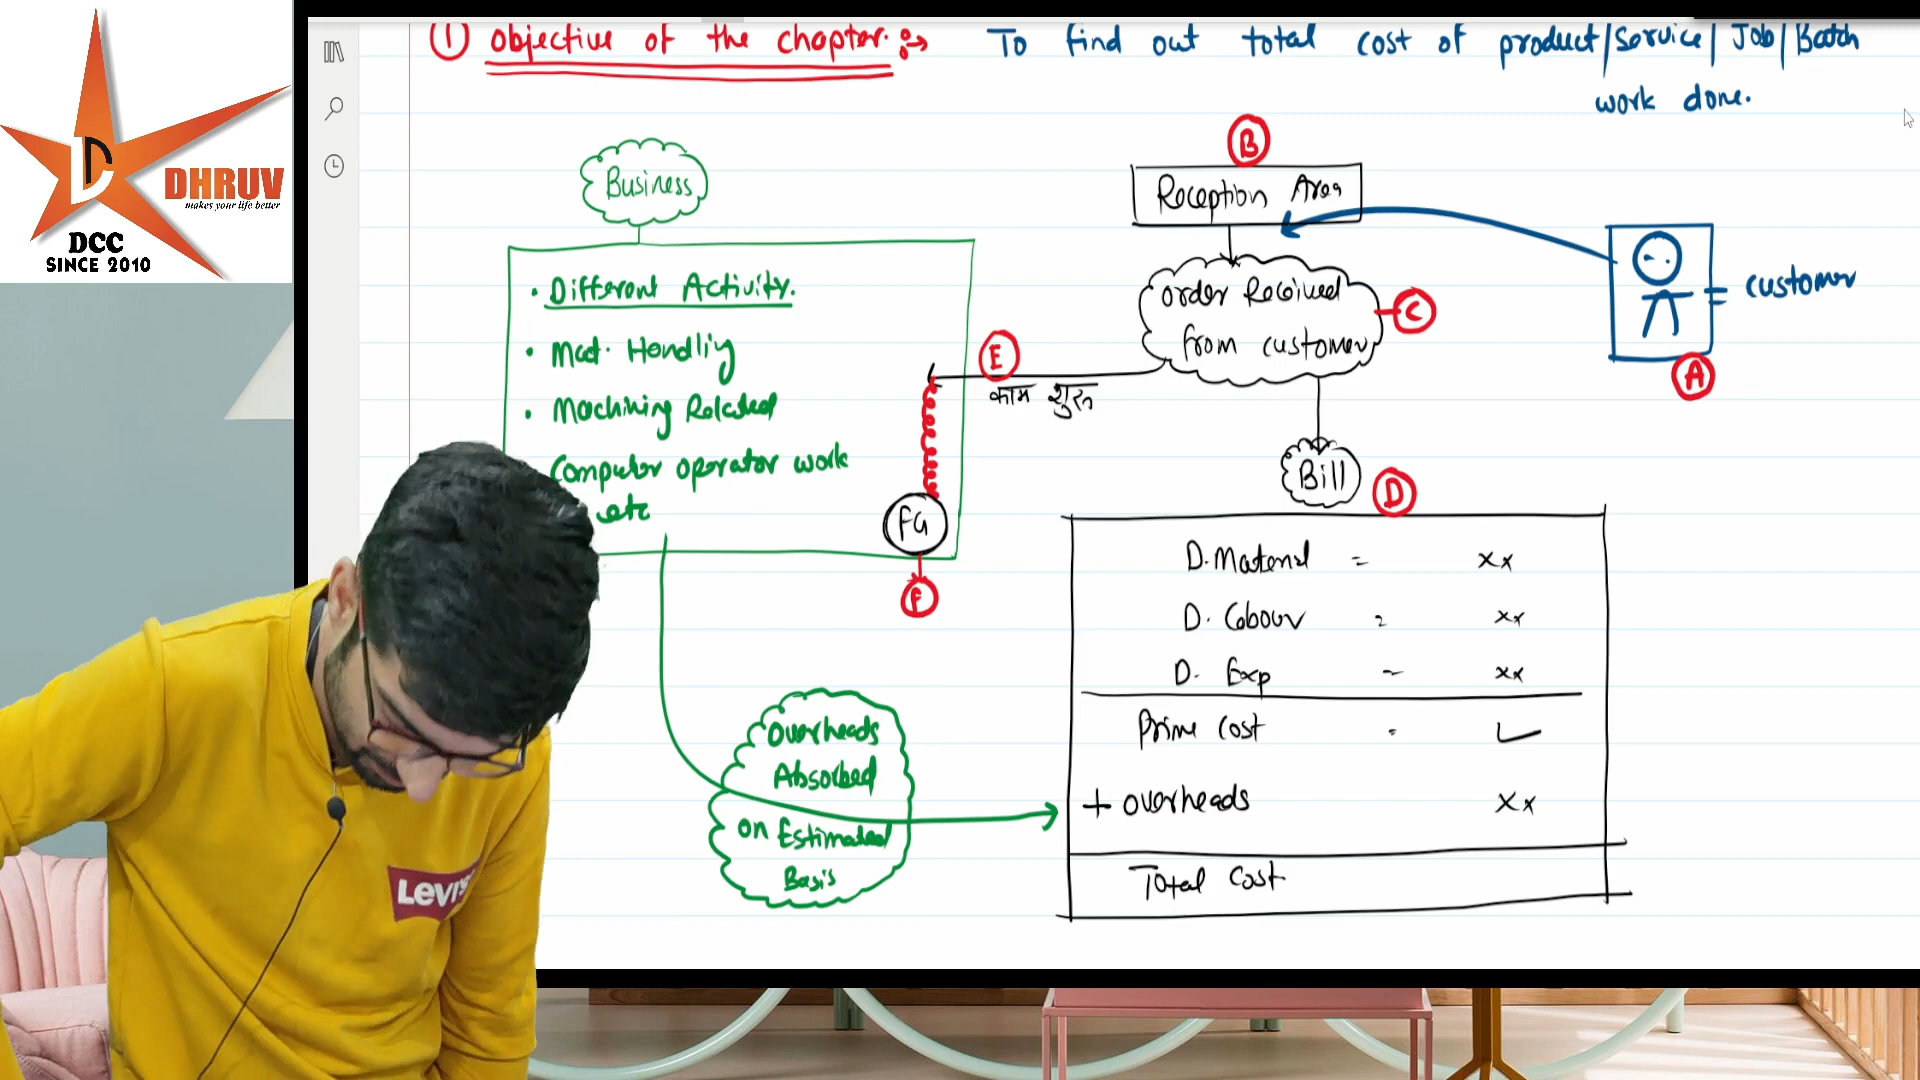 ① Objective of the chapter. :→ To find out total cost of product/Service/Job/Batch
work done.
DC
DHRUV
makes your life better
DCC
SINCE 2010
Business
• Different Activity.
• Mat. Handlig
• Machining Related
Computer operator work
etc
B
Reception Area
order Received
from customer
C
customer
A
E
काम शुरू
FG
F
Bill
D
D. Material = xx
D. Labour = xx
D. Exp = xx
Prime Cost = ✓
+ overheads xx
Total Cost
Overheads
Absorbed
on Estimated
Basis
Levi's